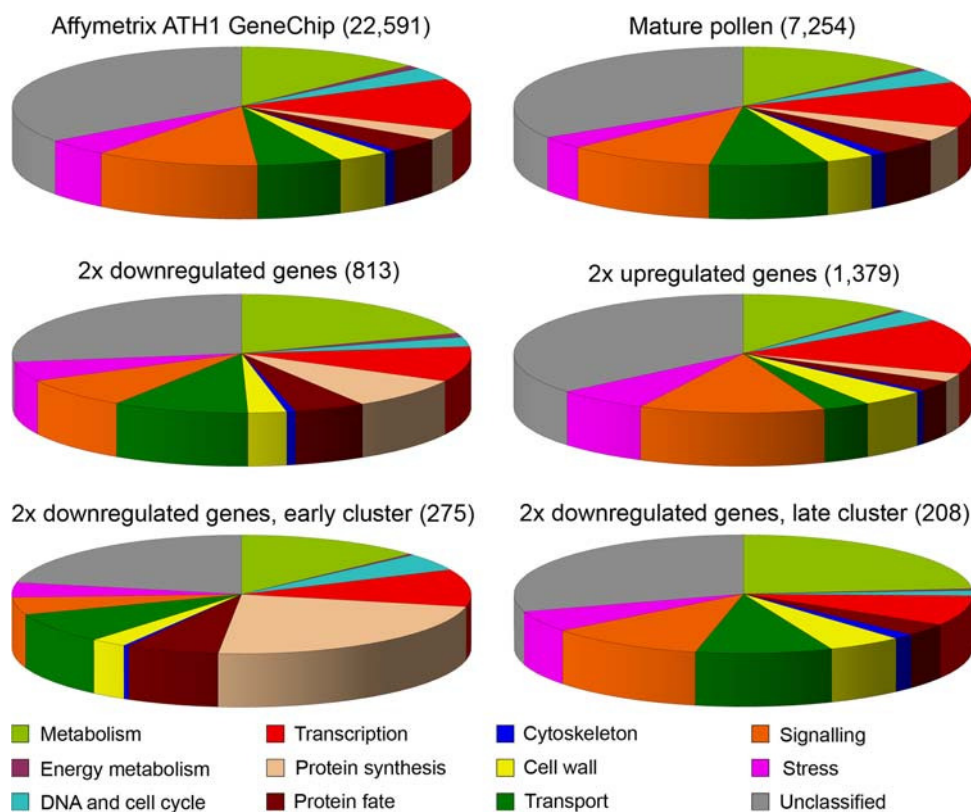 Affymetrix ATH1 GeneChip (22,591)
Mature pollen (7,254)
2x downregulated genes (813)
2x upregulated genes (1,379)
2x downregulated genes, early cluster (275)
2x downregulated genes, late cluster (208)
Metabolism
Transcription
Cytoskeleton
Signalling
Energy metabolism
Protein synthesis
Cell wall
Stress
DNA and cell cycle
Protein fate
Transport
Unclassified